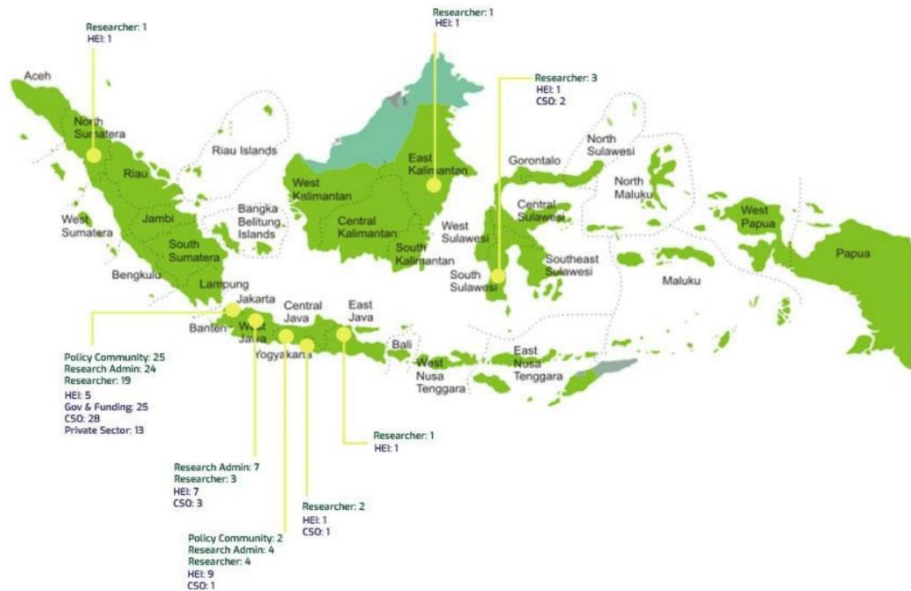 Researcher: 1
HEI: 1
Researcher: 1
HEI: 1
Researcher: 3
HEI: 1
CSO: 2
Aceh
North
Sumatera
Riau Islands
Riau
West
Sumatera
Jambi
Bangka
Belitung
Islands
South
Sumatera
Bengkulu
Lampung
West
Kalimantan
East
Kalimantan
Central
Kalimantan
South
Kalimantan
Gorontalo
North
Sulawesi
Central
Sulawesi
West
Sulawesi
South
Sulawesi
Southeast
Sulawesi
North
Maluku
Maluku
West
Papua
Papua
Jakarta
Banten
West
Jawa
Central
Java
Yogyakarta
East
Java
Bali
West
Nusa
Tenggara
East
Nusa
Tenggara
Policy Community: 25
Research Admin: 24
Researcher: 19
HEI: 5
Gov & Funding: 25
CSO: 28
Private Sector: 13
Research Admin: 7
Researcher: 3
HEI: 7
CSO: 3
Policy Community: 2
Research Admin: 4
Researcher: 4
HEI: 9
CSO: 1
Researcher: 2
HEI: 1
CSO: 1
Researcher: 1
HEI: 1